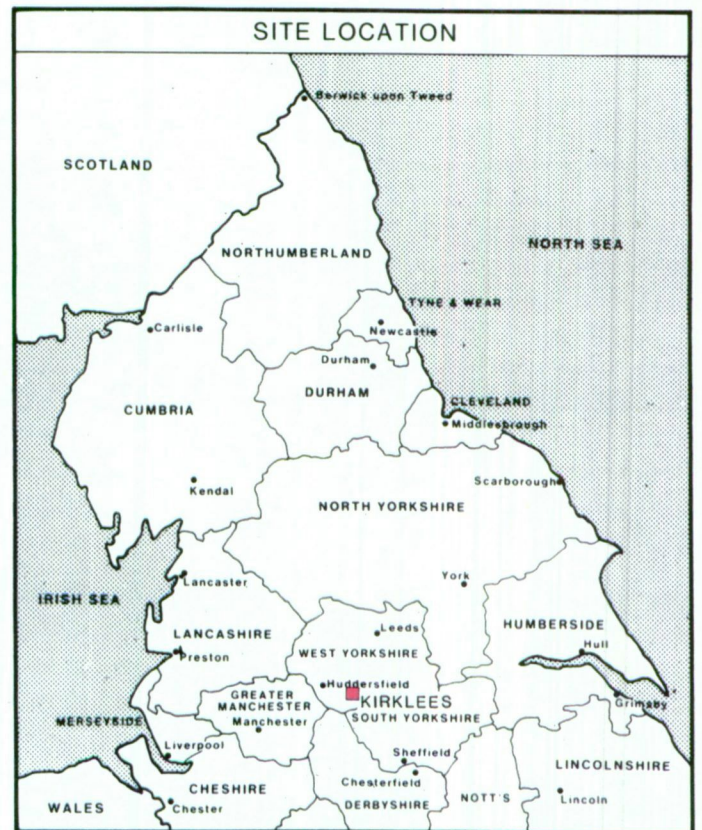 SITE LOCATION
Berwick upon Tweed
SCOTLAND
NORTH SEA
NORTHUMBERLAND
TYNE & WEAR
Carlisle
Newcastle
Durham
DURHAM
CLEVELAND
CUMBRIA
Middlesbrough
Scarborough
Kendal
NORTH YORKSHIRE
York
Lancaster
IRISH SEA
HUMBERSIDE
Leeds
LANCASHIRE
Hull
WEST YORKSHIRE
Preston
Huddersfield
GREATER
MANCHESTER
KIRKLEES
Grimsby
SOUTH YORKSHIRE
MERSEYSIDE
Manchester
Liverpool
Sheffield
LINCOLNSHIRE
Chesterfield
CHESHIRE
NOTT'S
Lincoln
WALES
Chester
DERBYSHIRE